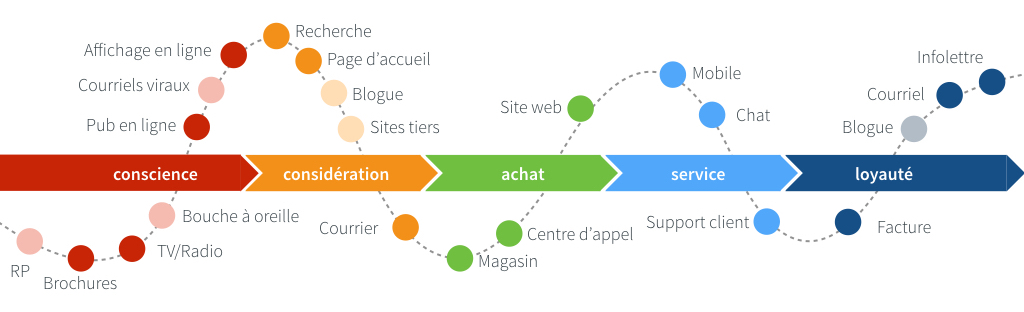 Recherche
Affichage en ligne
Page d’accueil
Courriels viraux
Blogue
Pub en ligne
Sites tiers
Site web
Mobile
Chat
Infolettre
Courriel
Blogue
conscience
considération
achat
service
loyauté
RP
Brochures
TV/Radio
Bouche à oreille
Courrier
Magasin
Centre d’appel
Support client
Facture